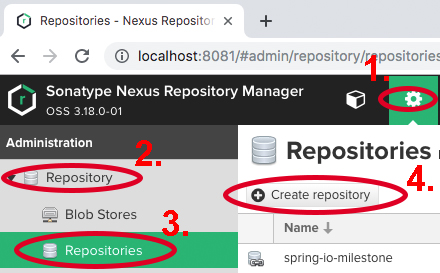 Repositories - Nexus Reposito
localhost:8081/#admin/repository/repositories
1.
Sonatype Nexus Repository Manager
OSS 3.18.0-01
Administration
2.
Repositories
Repository
4.
Create repository
Blob Stores
3.
Name
Repositories
spring-io-milestone